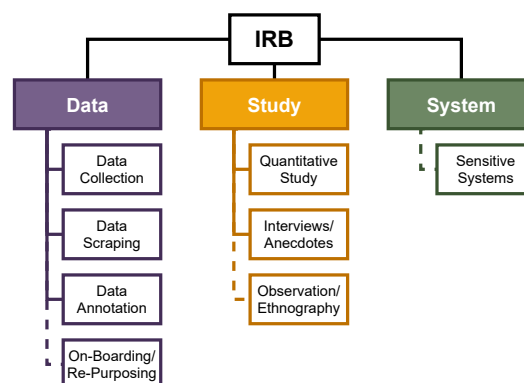 IRB
Data
Study
System
Data
Collection
Data
Scraping
Data
Annotation
On-Boarding/
Re-Purposing
Quantitative
Study
Interviews/
Anecdotes
Observation/
Ethnography
Sensitive
Systems